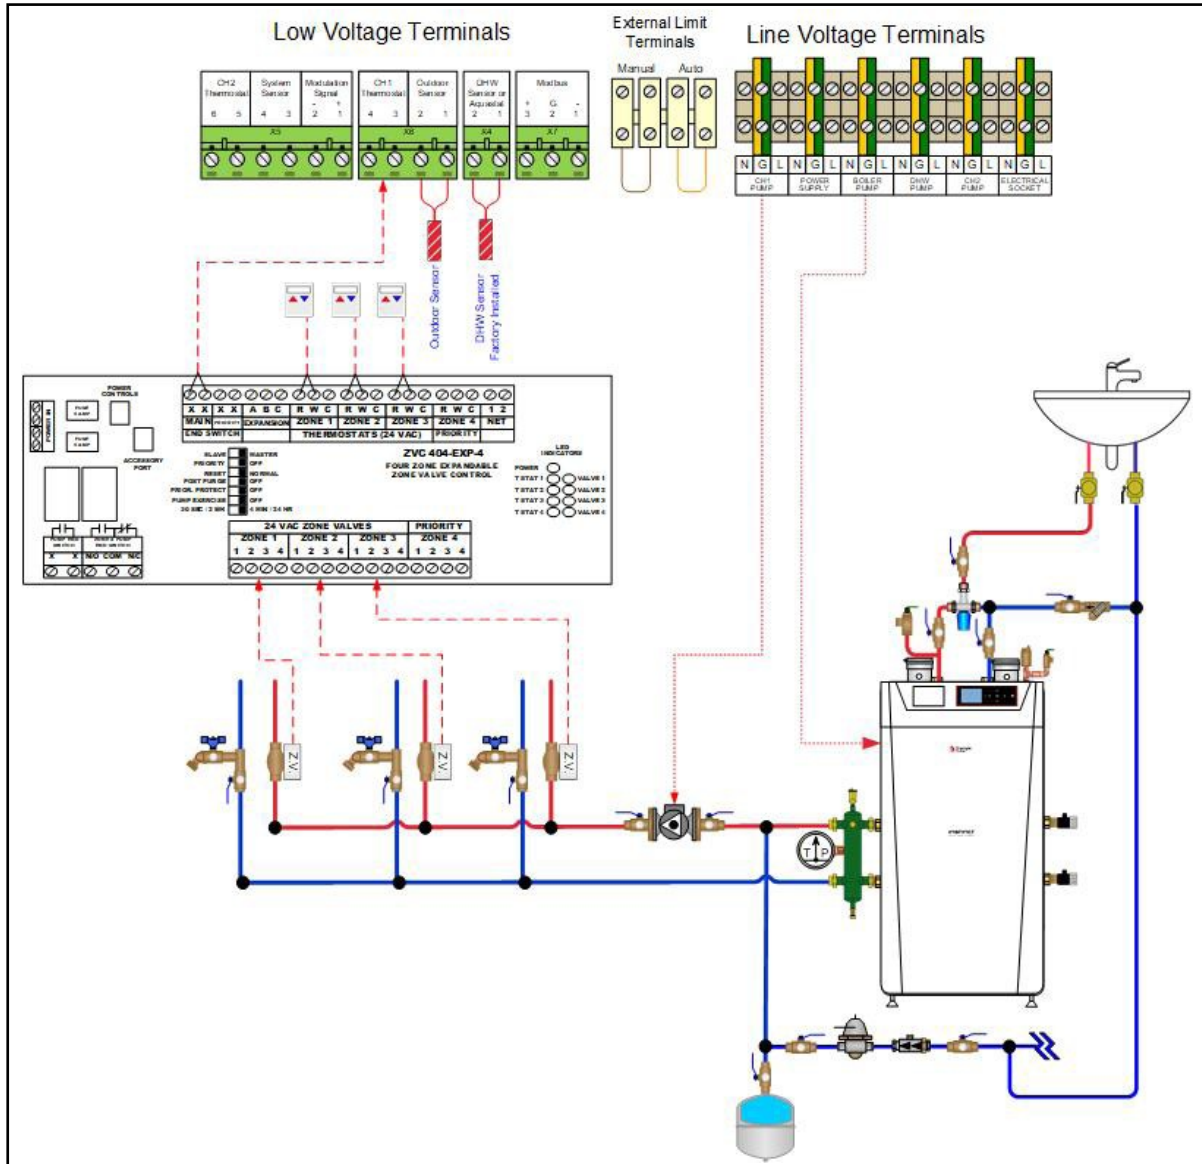 Low Voltage Terminals
External Limit
Terminals
Line Voltage Terminals
Manual Auto
CH2 Thermostat
System Sensor
Modulation Signal
- +
6 5 4 3 2 1
X5
CH1 Thermostat
Outdoor Sensor
4 3 2 1
X6
DHW Sensor or Aquastat
2 1
X4
Modbus
+ G -
3 2 1
X7
N G L N G L N G L N G L N G L N G L
CH1 PUMP
POWER SUPPLY
BOILER PUMP
DHW PUMP
CH2 PUMP
ELECTRICAL SOCKET
Outdoor Sensor
DHW Sensor
Factory Installed
POWER IN
POWER CONTROLS
ACCESSORY PORT
X X X X A B C R W C R W C R W C R W C 1 2
MAIN PRIORITY EXPANSION ZONE 1 ZONE 2 ZONE 3 ZONE 4 NET
END SWITCH THERMOSTATS (24 VAC) PRIORITY
SLAVE MASTER
PRIORITY OFF
RESET NORMAL
POST PURGE OFF
PRIOR. PROTECT OFF
PUMP EXERCISE OFF
4 MIN / 24 HR
ZVC 404-EXP-4
FOUR ZONE EXPANDABLE
ZONE VALVE CONTROL
LED
INDICATORS
POWER
T STAT 1 VALVE 1
T STAT 2 VALVE 2
T STAT 3 VALVE 3
T STAT 4 VALVE 4
24 VAC ZONE VALVES PRIORITY
ZONE 1 ZONE 2 ZONE 3 ZONE 4
1 2 3 4 1 2 3 4 1 2 3 4 1 2 3 4
X X N/O COM N/C
Z.V.
Z.V.
Z.V.
T P